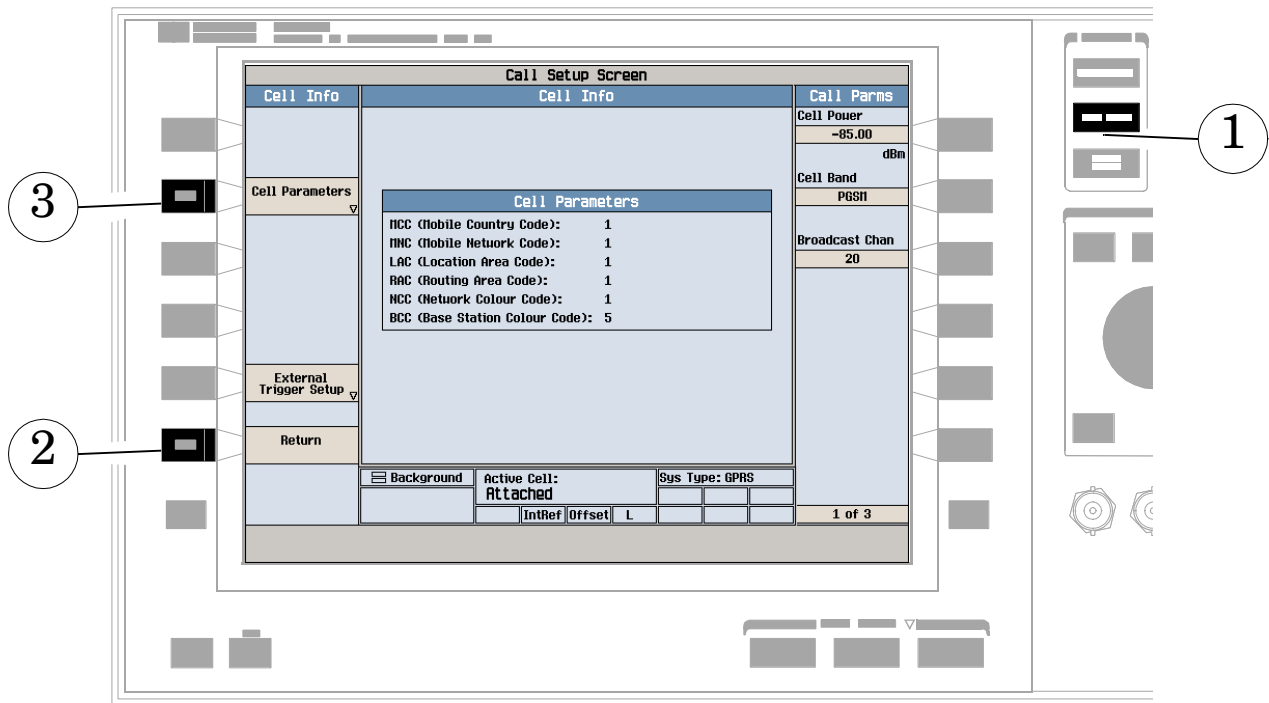 Call Setup Screen
Cell Info
Cell Info
Call Parms
Cell Power
-85.00
dBm
Cell Band
PGSM
Broadcast Chan
20
Cell Parameters
External
Trigger Setup
Return
Cell Parameters
MCC (Mobile Country Code): 1
MNC (Mobile Network Code): 1
LAC (Location Area Code): 1
RAC (Routing Area Code): 1
NCC (Network Colour Code): 1
BCC (Base Station Colour Code): 5
Background
Active Cell:
Attached
Sys Type: GPRS
IntRef Offset L
1 of 3
1
2
3